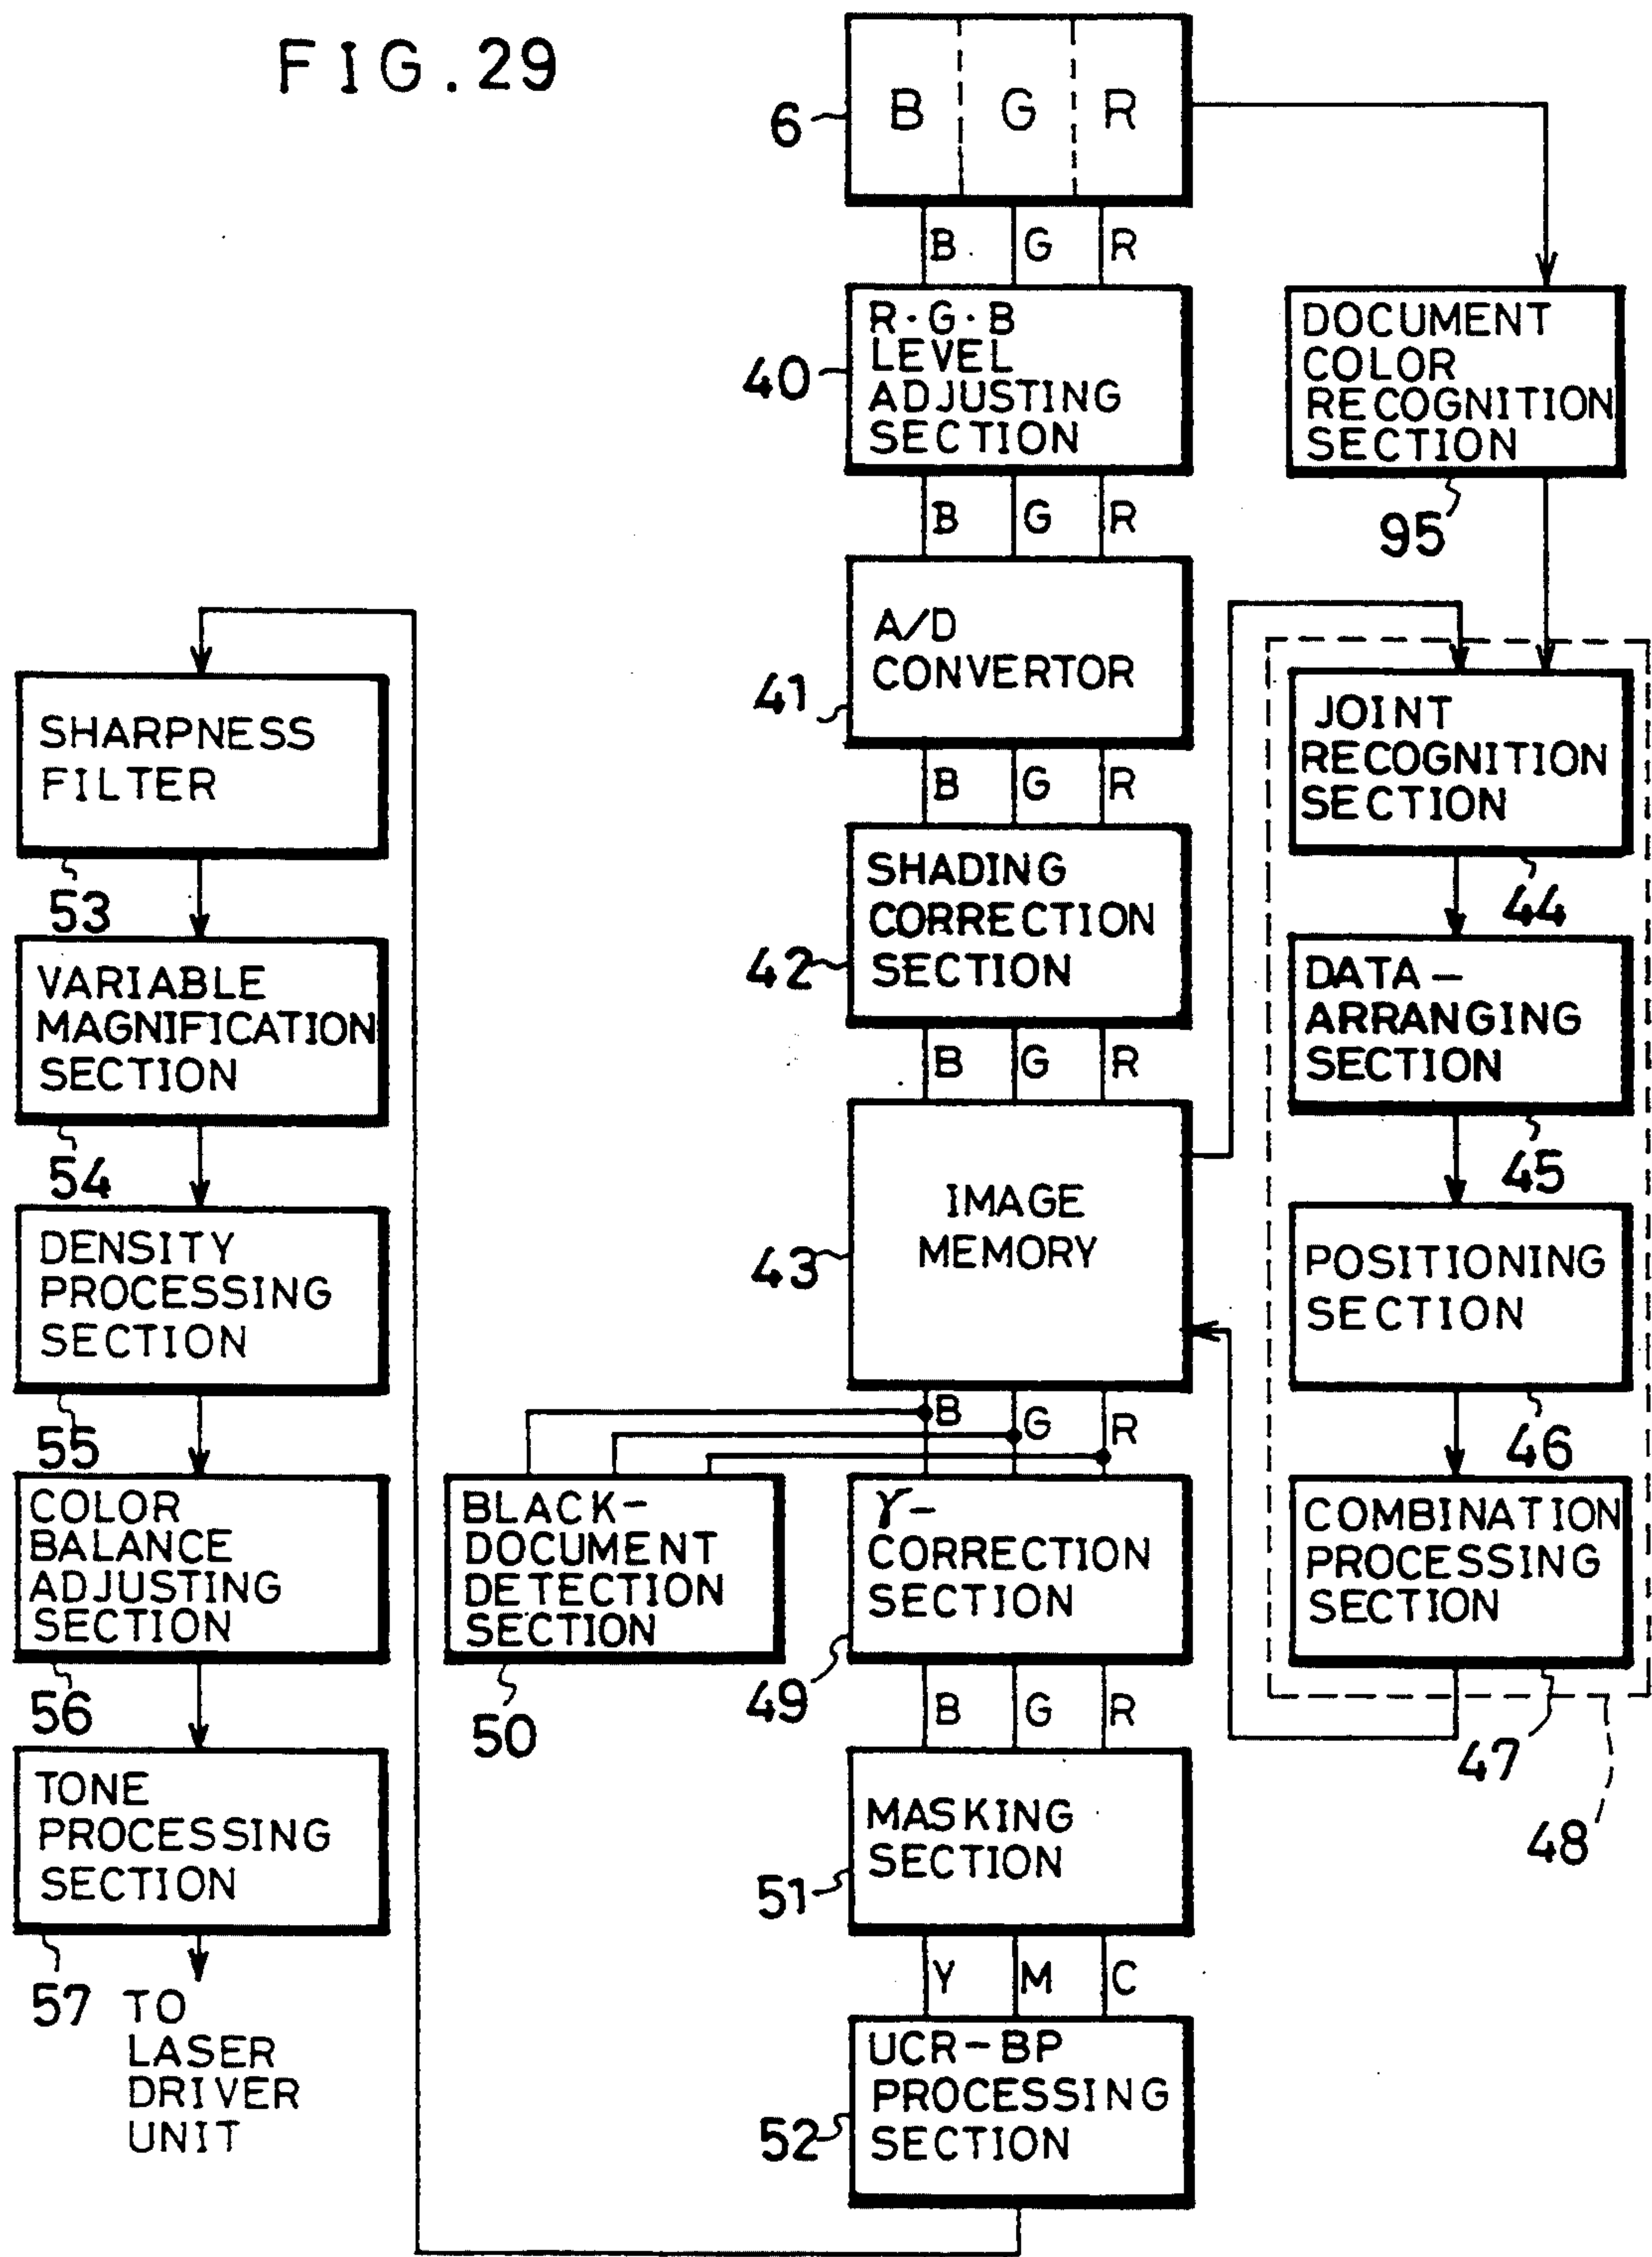 FIG.29
B G R
6
B G R
R·G·B
LEVEL
ADJUSTING
SECTION
40
DOCUMENT
COLOR
RECOGNITION
SECTION
95
B G R
A/D
CONVERTOR
41
B G R
SHADING
CORRECTION
SECTION
42
B G R
IMAGE
MEMORY
43
JOINT
RECOGNITION
SECTION
44
DATA-
ARRANGING
SECTION
45
POSITIONING
SECTION
46
COMBINATION
PROCESSING
SECTION
47
48
B G R
BLACK-
DOCUMENT
DETECTION
SECTION
50
γ-
CORRECTION
SECTION
49
B G R
MASKING
SECTION
51
Y M C
UCR-BP
PROCESSING
SECTION
52
SHARPNESS
FILTER
53
VARIABLE
MAGNIFICATION
SECTION
54
DENSITY
PROCESSING
SECTION
55
COLOR
BALANCE
ADJUSTING
SECTION
56
TONE
PROCESSING
SECTION
57
TO
LASER
DRIVER
UNIT